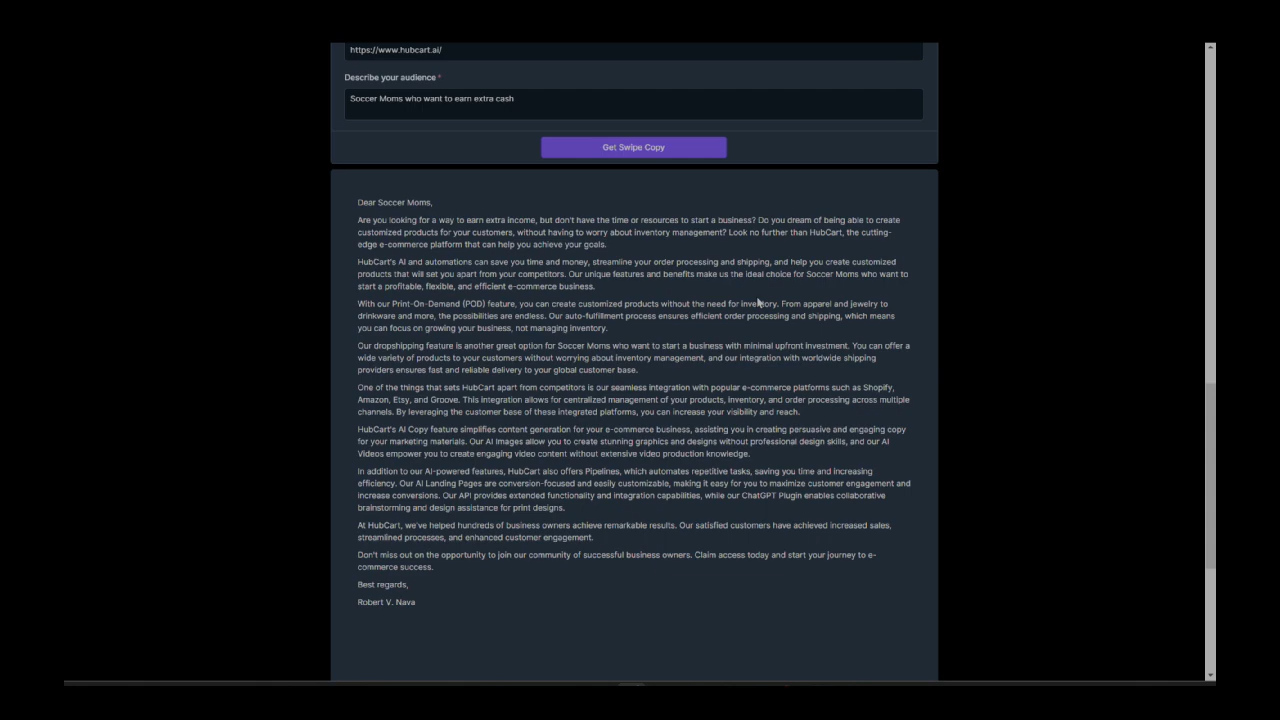 https://www.hubcart.ai/
Describe your audience *
Soccer Moms who want to earn extra cash
Get Swipe Copy
Dear Soccer Moms,
Are you looking for a way to earn extra income, but don't have the time or resources to start a business? Do you dream of being able to create
customized products for your customers, without having to worry about inventory management? Look no further than HubCart, the cutting-
edge e-commerce platform that can help you achieve your goals.
HubCart's AI and automations can save you time and money, streamline your order processing and shipping, and help you create customized
products that will set you apart from your competitors. Our unique features and benefits make us the ideal choice for Soccer Moms who want to
start a profitable, flexible, and efficient e-commerce business.
With our Print-On-Demand (POD) feature, you can create customized products without the need for inventory. From apparel and jewelry to
drinkware and more, the possibilities are endless. Our auto-fulfillment process ensures efficient order processing and shipping, which means
you can focus on growing your business, not managing inventory.
Our dropshipping feature is another great option for Soccer Moms who want to start a business with minimal upfront investment. You can offer a
wide variety of products to your customers without worrying about inventory management, and our integration with worldwide shipping
providers ensures fast and reliable delivery to your global customer base.
One of the things that sets HubCart apart from competitors is our seamless integration with popular e-commerce platforms such as Shopify,
Amazon, Etsy, and Groove. This integration allows for centralized management of your products, inventory, and order processing across multiple
channels. By leveraging the customer base of these integrated platforms, you can increase your visibility and reach.
HubCart's AI Copy feature simplifies content generation for your e-commerce business, assisting you in creating persuasive and engaging copy
for your marketing materials. Our AI Images allow you to create stunning graphics and designs without professional design skills, and our AI
Videos empower you to create engaging video content without extensive video production knowledge.
In addition to our AI-powered features, HubCart also offers Pipelines, which automates repetitive tasks, saving you time and increasing
efficiency. Our AI Landing Pages are conversion-focused and easily customizable, making it easy for you to maximize customer engagement and
increase conversions. Our API provides extended functionality and integration capabilities, while our ChatGPT Plugin enables collaborative
brainstorming and design assistance for print designs.
At HubCart, we've helped hundreds of business owners achieve remarkable results. Our satisfied customers have achieved increased sales,
streamlined processes, and enhanced customer engagement.
Don't miss out on the opportunity to join our community of successful business owners. Claim access today and start your journey to e-
commerce success.
Best regards,
Robert V. Nava